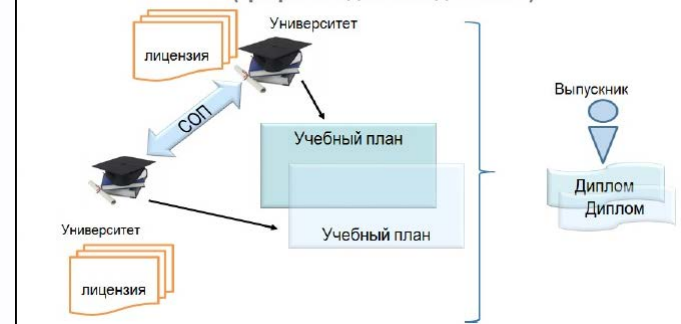 Университет
лицензия
СОП
Учебный план
Университет
Учебный план
лицензия
Выпускник
Диплом
Диплом